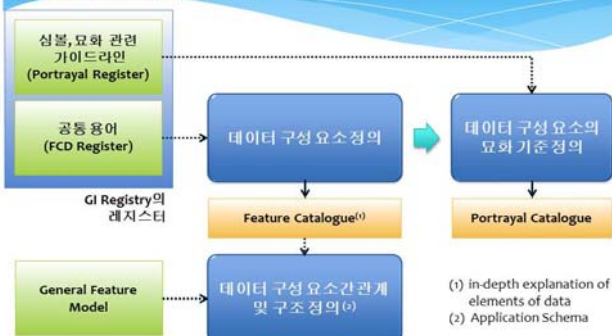 심볼,묘화 관련
가이드라인
(Portrayal Register)
공통용어
(FCD Register)
GI Registry의
레지스터
데이터 구성 요소정의
데이터 구성 요소의
묘화기준정의
Feature Catalogue⁽¹⁾
Portrayal Catalogue
General Feature
Model
데이터 구성 요소간관계
및 구조정의⁽²⁾
(1) in-depth explanation of
elements of data
(2) Application Schema